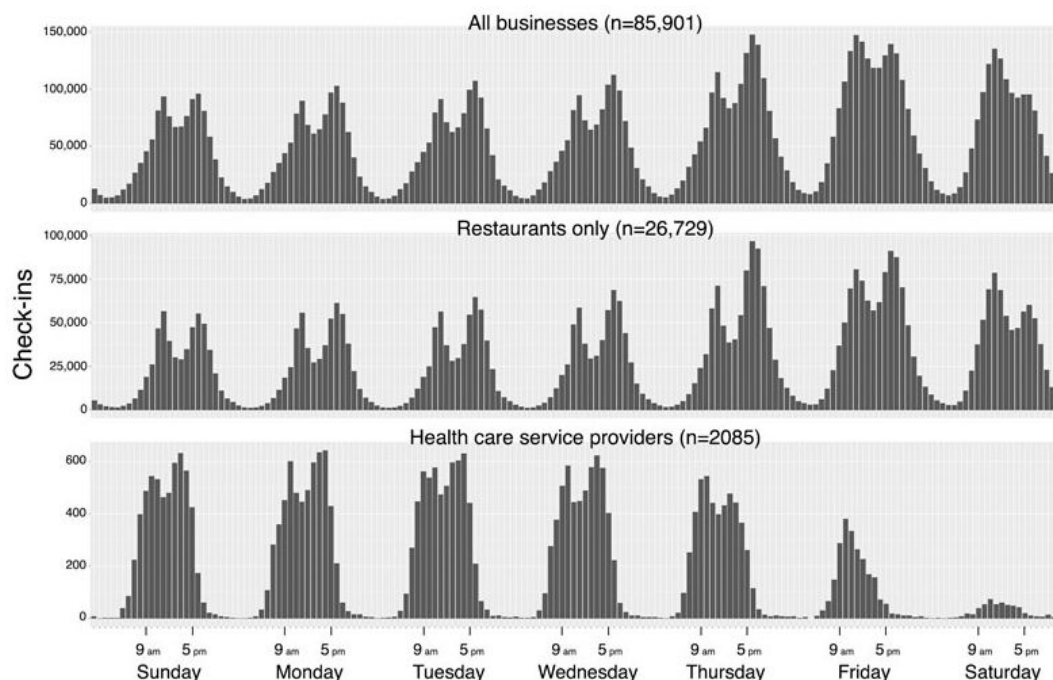 All businesses (n=85,901)
150,000
100,000
50,000
0
Restaurants only (n=26,729)
100,000
75,000
50,000
25,000
0
Check-ins
Health care service providers (n=2085)
600
400
200
0
9 am 5 pm 9 am 5 pm 9 am 5 pm 9 am 5 pm 9 am 5 pm 9 am 5 pm 9 am 5 pm
Sunday Monday Tuesday Wednesday Thursday Friday Saturday